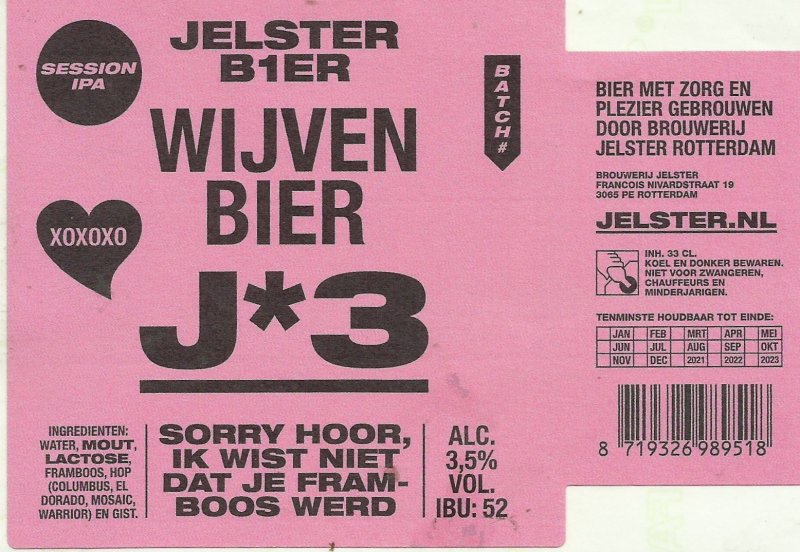 SESSION
IPA
JELSTER
B1ER
BATCH#
WIJVEN
BIER
XOXOXO
J*3
INGREDIENTEN:
WATER, MOUT,
LACTOSE,
FRAMBOOS, HOP
(COLUMBUS, EL
DORADO, MOSAIC,
WARRIOR) EN GIST.
SORRY HOOR,
IK WIST NIET
DAT JE FRAM-
BOOS WERD
ALC.
3,5%
VOL.
IBU: 52
BIER MET ZORG EN
PLEZIER GEBROUWEN
DOOR BROUWERIJ
JELSTER ROTTERDAM
BROUWERIJ JELSTER
FRANCOIS NIVARDSTRAAT 19
3065 PE ROTTERDAM
JELSTER.NL
INH. 33 CL.
KOEL EN DONKER BEWAREN.
NIET VOOR ZWANGEREN,
CHAUFFEURS EN
MINDERJARIGEN.
TENMINSTE HOUDBAAR TOT EINDE:
JAN FEB MRT APR MEI
JUN JUL AUG SEP OKT
NOV DEC 2021 2022 2023
8 719326 989518